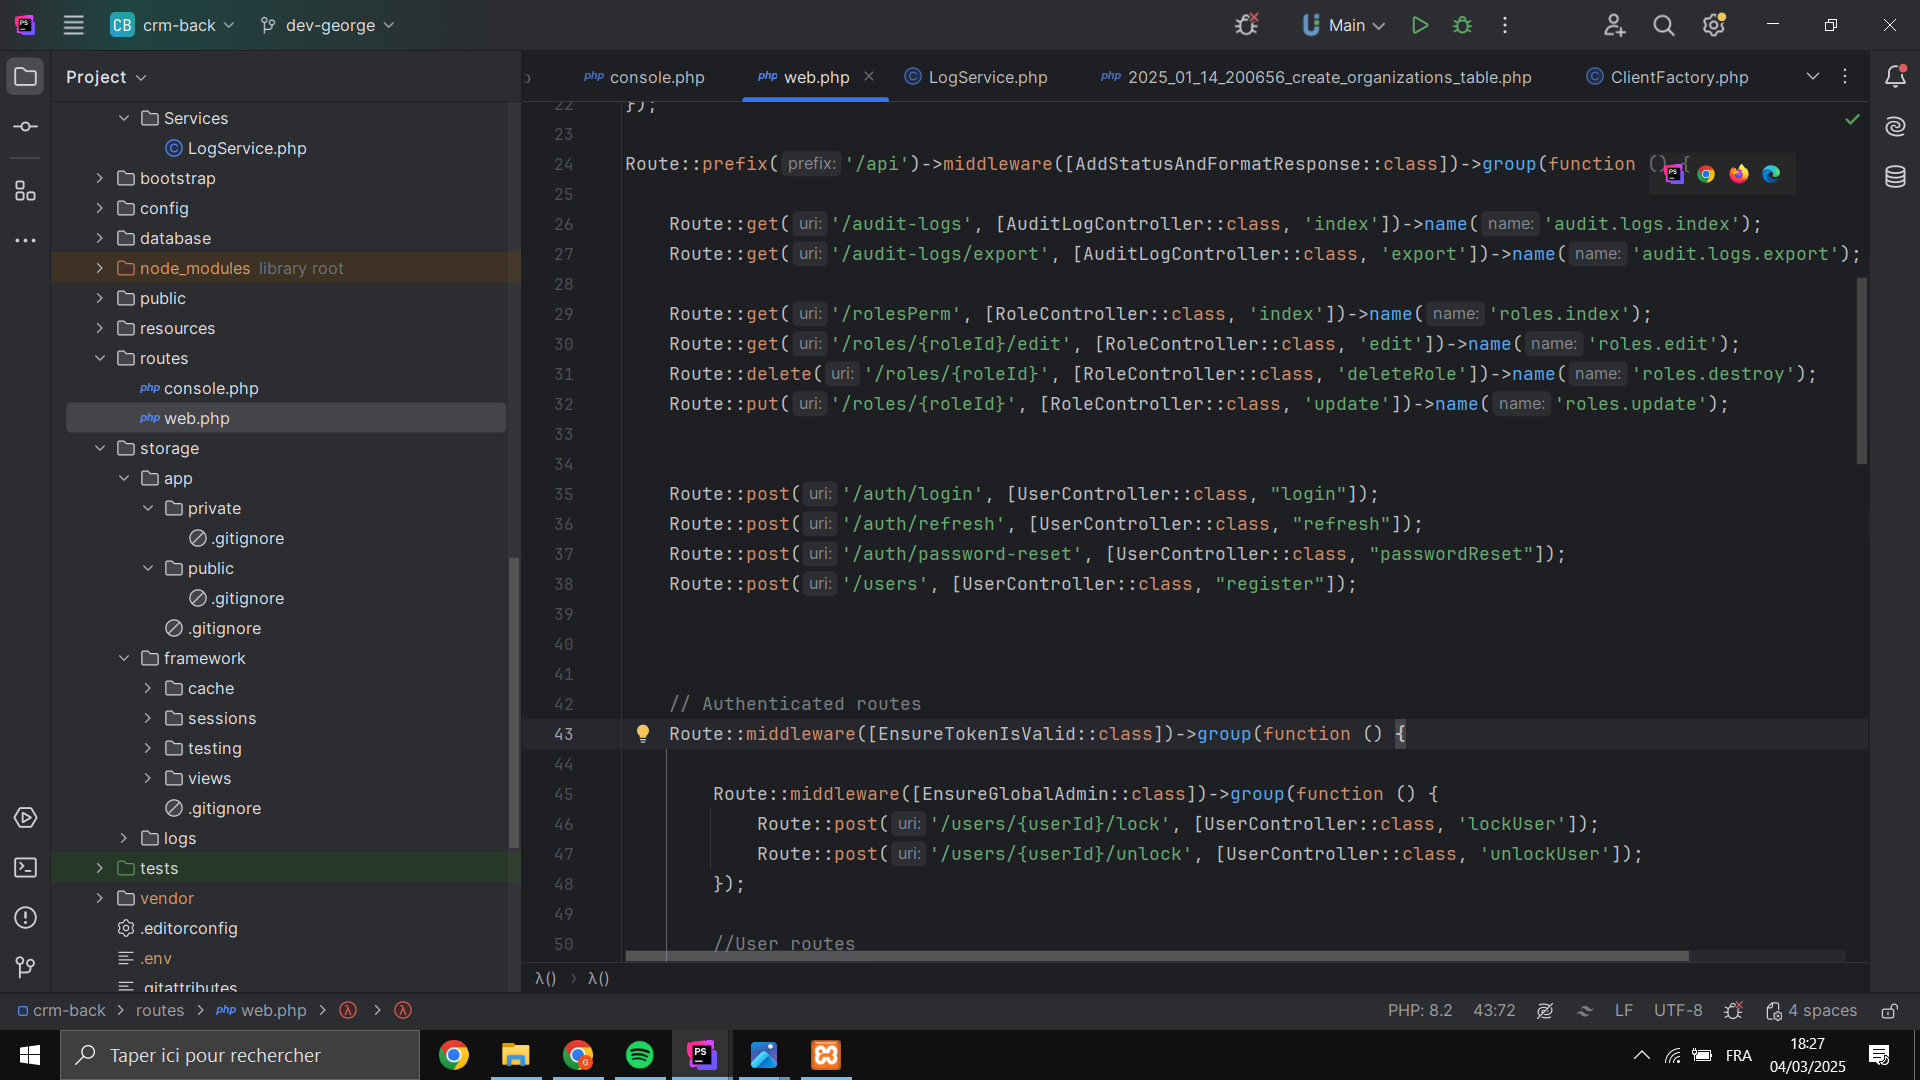 CB crm-back dev-george Main
Project
console.php web.php LogService.php 2025_01_14_200656_create_organizations_table.php ClientFactory.php
Services
LogService.php
bootstrap
config
database
node_modules library root
public
resources
routes
console.php
web.php
storage
app
private
.gitignore
public
.gitignore
.gitignore
framework
cache
sessions
testing
views
.gitignore
logs
tests
vendor
.editorconfig
.env
.gitattributes
22 });
23
24 Route::prefix( prefix: '/api')->middleware([AddStatusAndFormatResponse::class])->group(function () {
25
26 Route::get( uri: '/audit-logs', [AuditLogController::class, 'index'])->name( name: 'audit.logs.index');
27 Route::get( uri: '/audit-logs/export', [AuditLogController::class, 'export'])->name( name: 'audit.logs.export');
28
29 Route::get( uri: '/rolesPerm', [RoleController::class, 'index'])->name( name: 'roles.index');
30 Route::get( uri: '/roles/{roleId}/edit', [RoleController::class, 'edit'])->name( name: 'roles.edit');
31 Route::delete( uri: '/roles/{roleId}', [RoleController::class, 'deleteRole'])->name( name: 'roles.destroy');
32 Route::put( uri: '/roles/{roleId}', [RoleController::class, 'update'])->name( name: 'roles.update');
33
34
35 Route::post( uri: '/auth/login', [UserController::class, "login"]);
36 Route::post( uri: '/auth/refresh', [UserController::class, "refresh"]);
37 Route::post( uri: '/auth/password-reset', [UserController::class, "passwordReset"]);
38 Route::post( uri: '/users', [UserController::class, "register"]);
39
40
41
42 // Authenticated routes
43 Route::middleware([EnsureTokenIsValid::class])->group(function () {
44
45 Route::middleware([EnsureGlobalAdmin::class])->group(function () {
46 Route::post( uri: '/users/{userId}/lock', [UserController::class, 'lockUser']);
47 Route::post( uri: '/users/{userId}/unlock', [UserController::class, 'unlockUser']);
48 });
49
50 //User routes
λ() λ()
crm-back routes web.php PHP: 8.2 43:72 LF UTF-8 4 spaces
Taper ici pour rechercher
FRA
18:27
04/03/2025